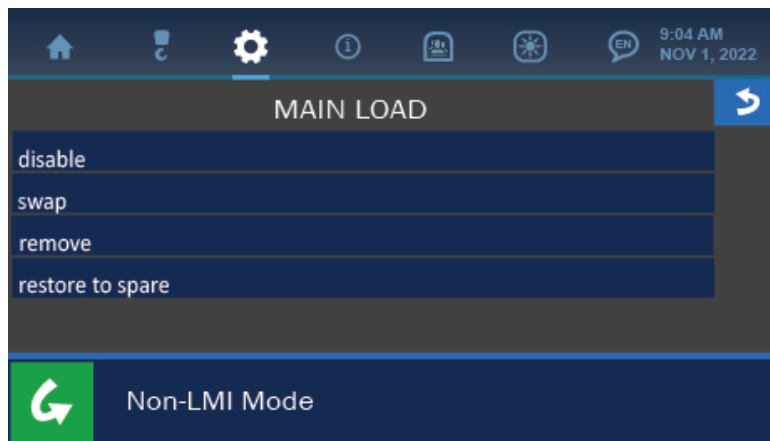 EN
9:04 AM
NOV 1, 2022
MAIN LOAD
disable
swap
remove
restore to spare
Non-LMI Mode